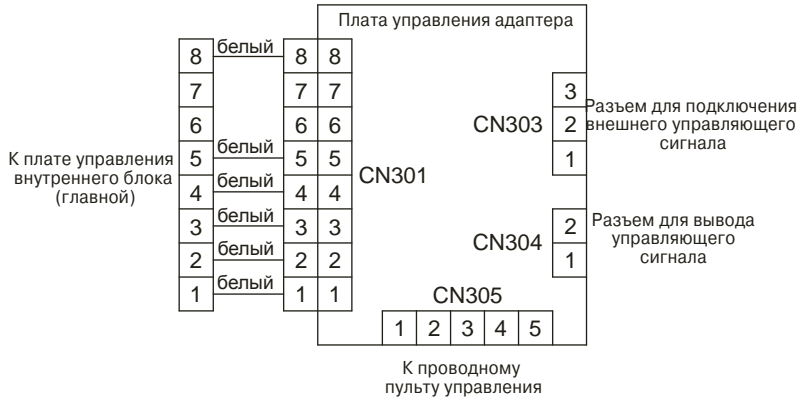 Плата управления адаптера
К плате управления
внутреннего блока
(главной)
8
7
6
5
4
3
2
1
белый
белый
белый
белый
белый
белый
8 8
7 7
6 6
5 5
4 4
3 3
2 2
1 1
CN301
CN303
3
2
1
Разъем для подключения
внешнего управляющего
сигнала
CN304
2
1
Разъем для вывода
управляющего
сигнала
CN305
1 2 3 4 5
К проводному
пульту управления